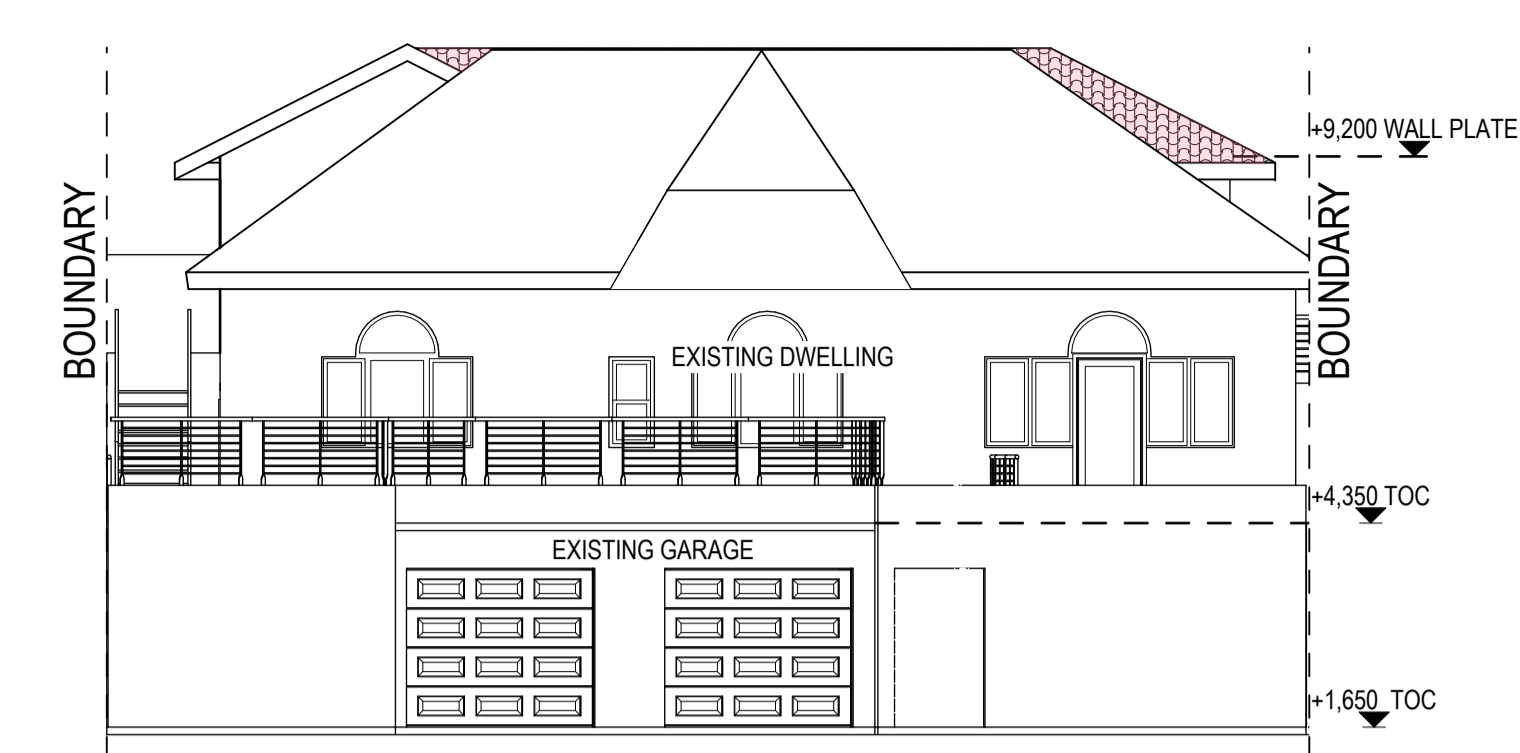 +9,200 WALL PLATE
BOUNDARY
BOUNDARY
EXISTING DWELLING
+4,350 TOC
EXISTING GARAGE
+1,650 TOC